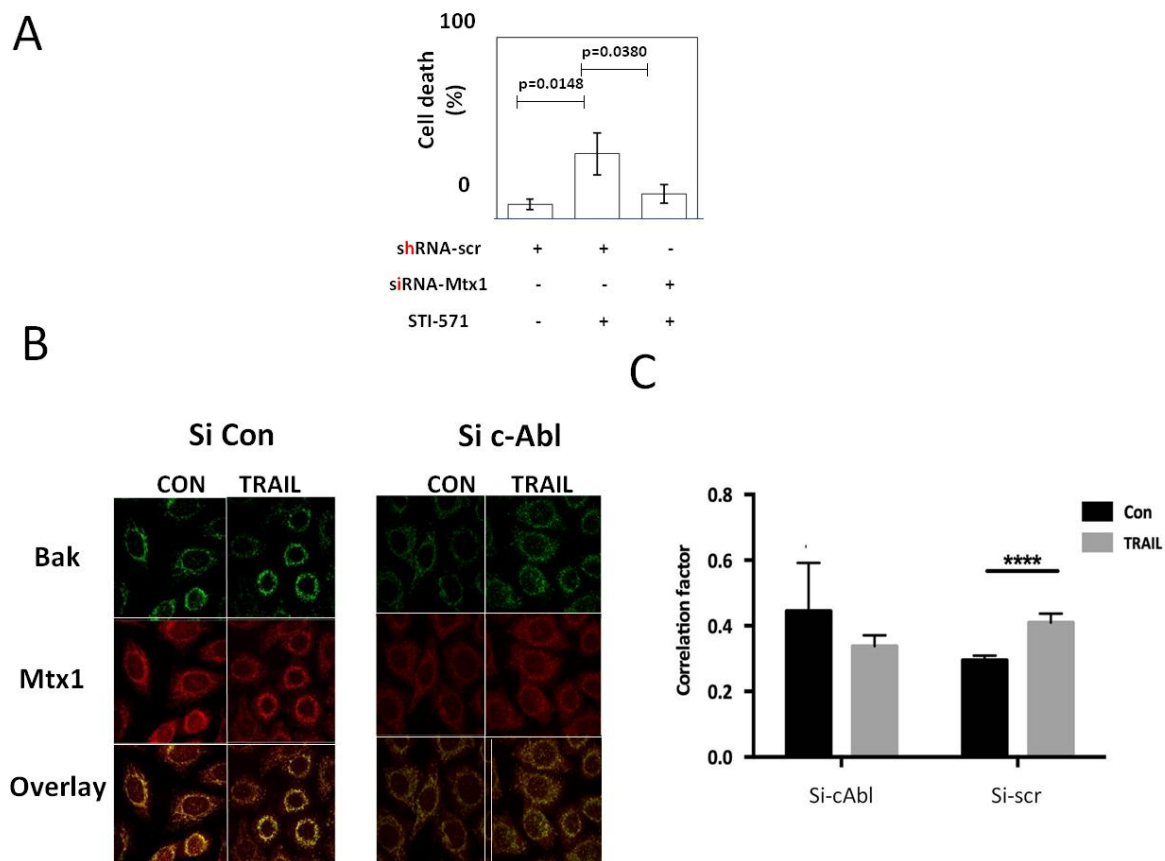 A
100
p=0.0380
p=0.0148
Cell death
(%)
0
shRNA-scr + + -
siRNA-Mtx1 - - +
STI-571 - + +
B
C
Si Con Si c-Abl
CON TRAIL CON TRAIL
Bak
Mtx1
Overlay
0.8
0.6
0.4
0.2
0.0
Correlation factor
Con
TRAIL
****
Si-cAbl Si-scr